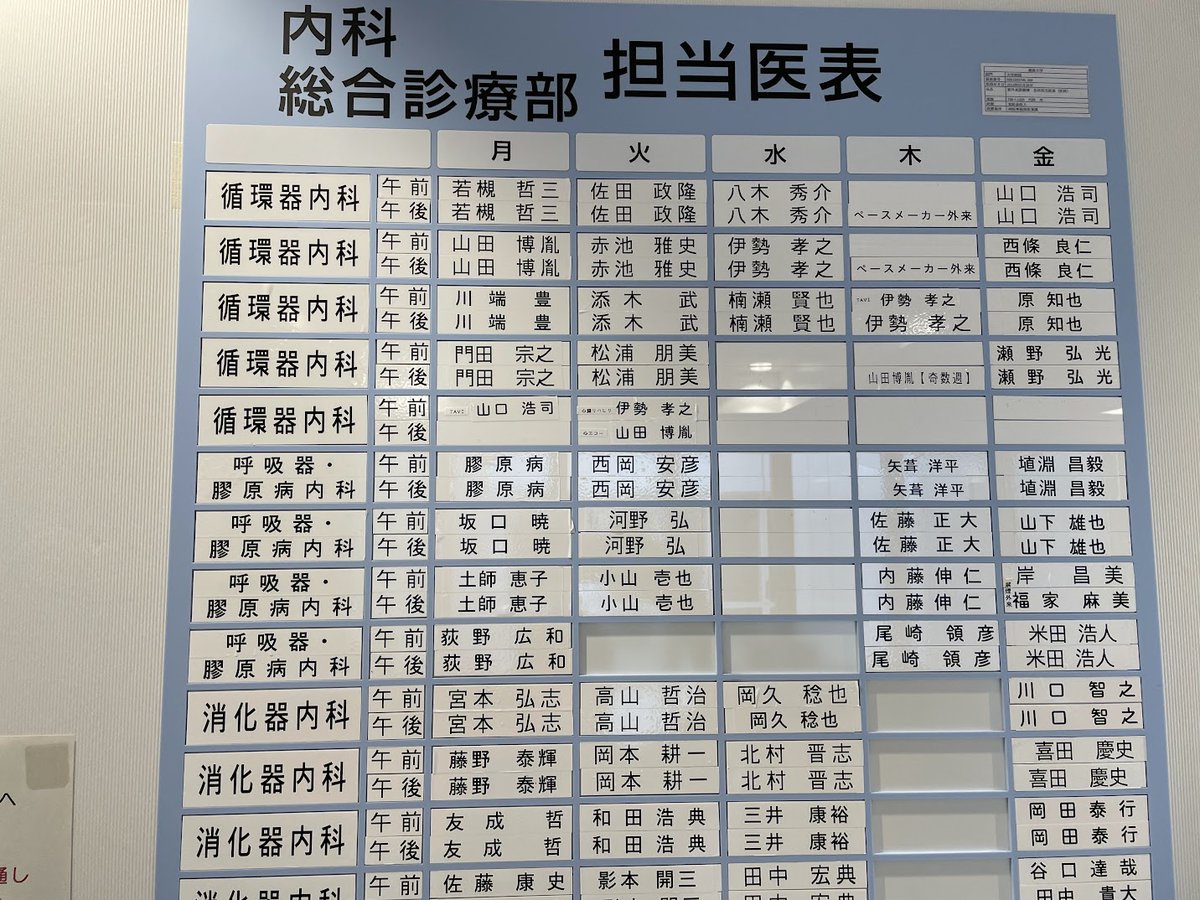 内科
総合診療部 担当医表
月 火 水 木 金
循環器内科 午前 若槻 哲三 佐田 政隆 八木 秀介 山口 浩司
午後 若槻 哲三 佐田 政隆 八木 秀介 ペースメーカー外来 山口 浩司
循環器内科 午前 山田 博胤 赤池 雅史 伊勢 孝之 西條 良仁
午後 山田 博胤 赤池 雅史 伊勢 孝之 ペースメーカー外来 西條 良仁
循環器内科 午前 川端 豊 添木 武 楠瀬 賢也 TAVI 伊勢 孝之 原 知也
午後 川端 豊 添木 武 楠瀬 賢也 伊勢 孝之 原 知也
循環器内科 午前 門田 宗之 松浦 朋美 瀬野 弘光
午後 門田 宗之 松浦 朋美 山田博胤【奇数週】 瀬野 弘光
循環器内科 午前 TAVI 山口 浩司 心臓リハビリ 伊勢 孝之
午後 心エコー 山田 博胤
呼吸器・ 午前 膠原病 西岡 安彦 矢葺 洋平 埴淵 昌毅
膠原病内科 午後 膠原病 西岡 安彦 矢葺 洋平 埴淵 昌毅
呼吸器・ 午前 坂口 暁 河野 弘 佐藤 正大 山下 雄也
膠原病内科 午後 坂口 暁 河野 弘 佐藤 正大 山下 雄也
呼吸器・ 午前 土師 恵子 小山 壱也 内藤伸仁 岸 昌美
膠原病内科 午後 土師 恵子 小山 壱也 内藤伸仁 福家 麻美
呼吸器・ 午前 荻野 広和 尾崎 領彦 米田 浩人
膠原病内科 午後 荻野 広和 尾崎 領彦 米田 浩人
消化器内科 午前 宮本 弘志 高山 哲治 岡久 稔也 川口 智之
午後 宮本 弘志 高山 哲治 岡久 稔也 川口 智之
消化器内科 午前 藤野 泰輝 岡本 耕一 北村 晋志 喜田 慶史
午後 藤野 泰輝 岡本 耕一 北村 晋志 喜田 慶史
消化器内科 午前 友成 哲 和田浩典 三井 康裕 岡田泰行
午後 友成 哲 和田浩典 三井 康裕 岡田泰行
消化器内科 午前 佐藤 康史 影本 開三 田中 宏典 谷口達哉
田中 貴大
へ
通し